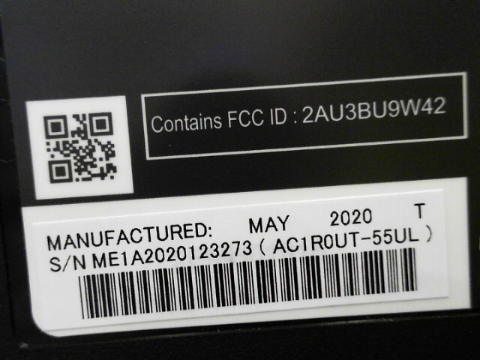 Contains FCC ID : 2AU3BU9W42
MANUFACTURED: MAY 2020 T
S/N ME1A2020123273 ( AC1R0UT-55UL )